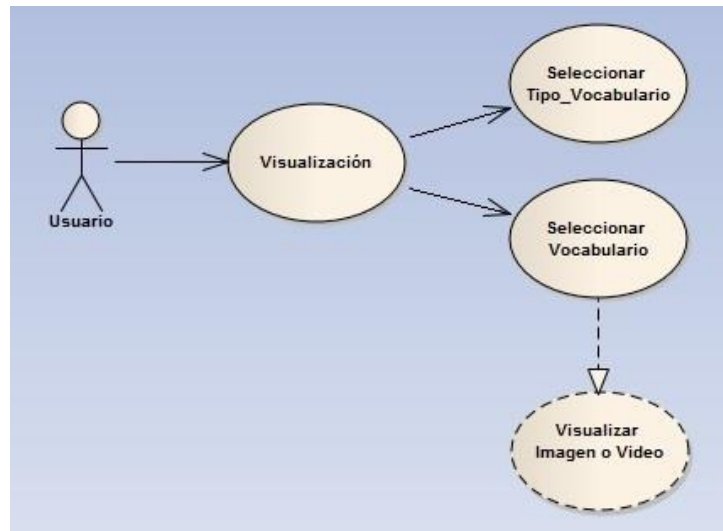 Seleccionar
Tipo_Vocabulario
Visualización
Usuario
Seleccionar
Vocabulario
Visualizar
Imagen o Video